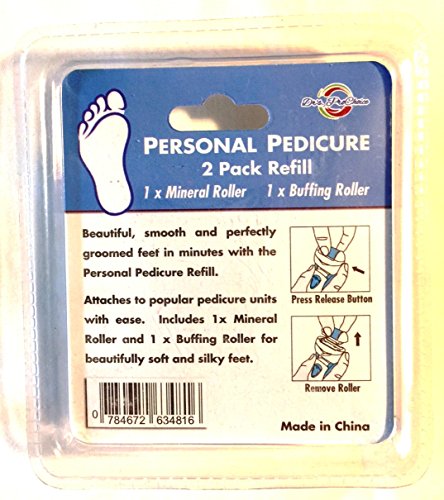 Dr's ProChoice
PERSONAL PEDICURE
2 Pack Refill
1 x Mineral Roller 1 x Buffing Roller
Beautiful, smooth and perfectly
groomed feet in minutes with the
Personal Pedicure Refill.
Attaches to popular pedicure units
with ease. Includes 1x Mineral
Roller and 1 x Buffing Roller for
beautifully soft and silky feet.
Press Release Button
Remove Roller
0 784672 634816
Made in China